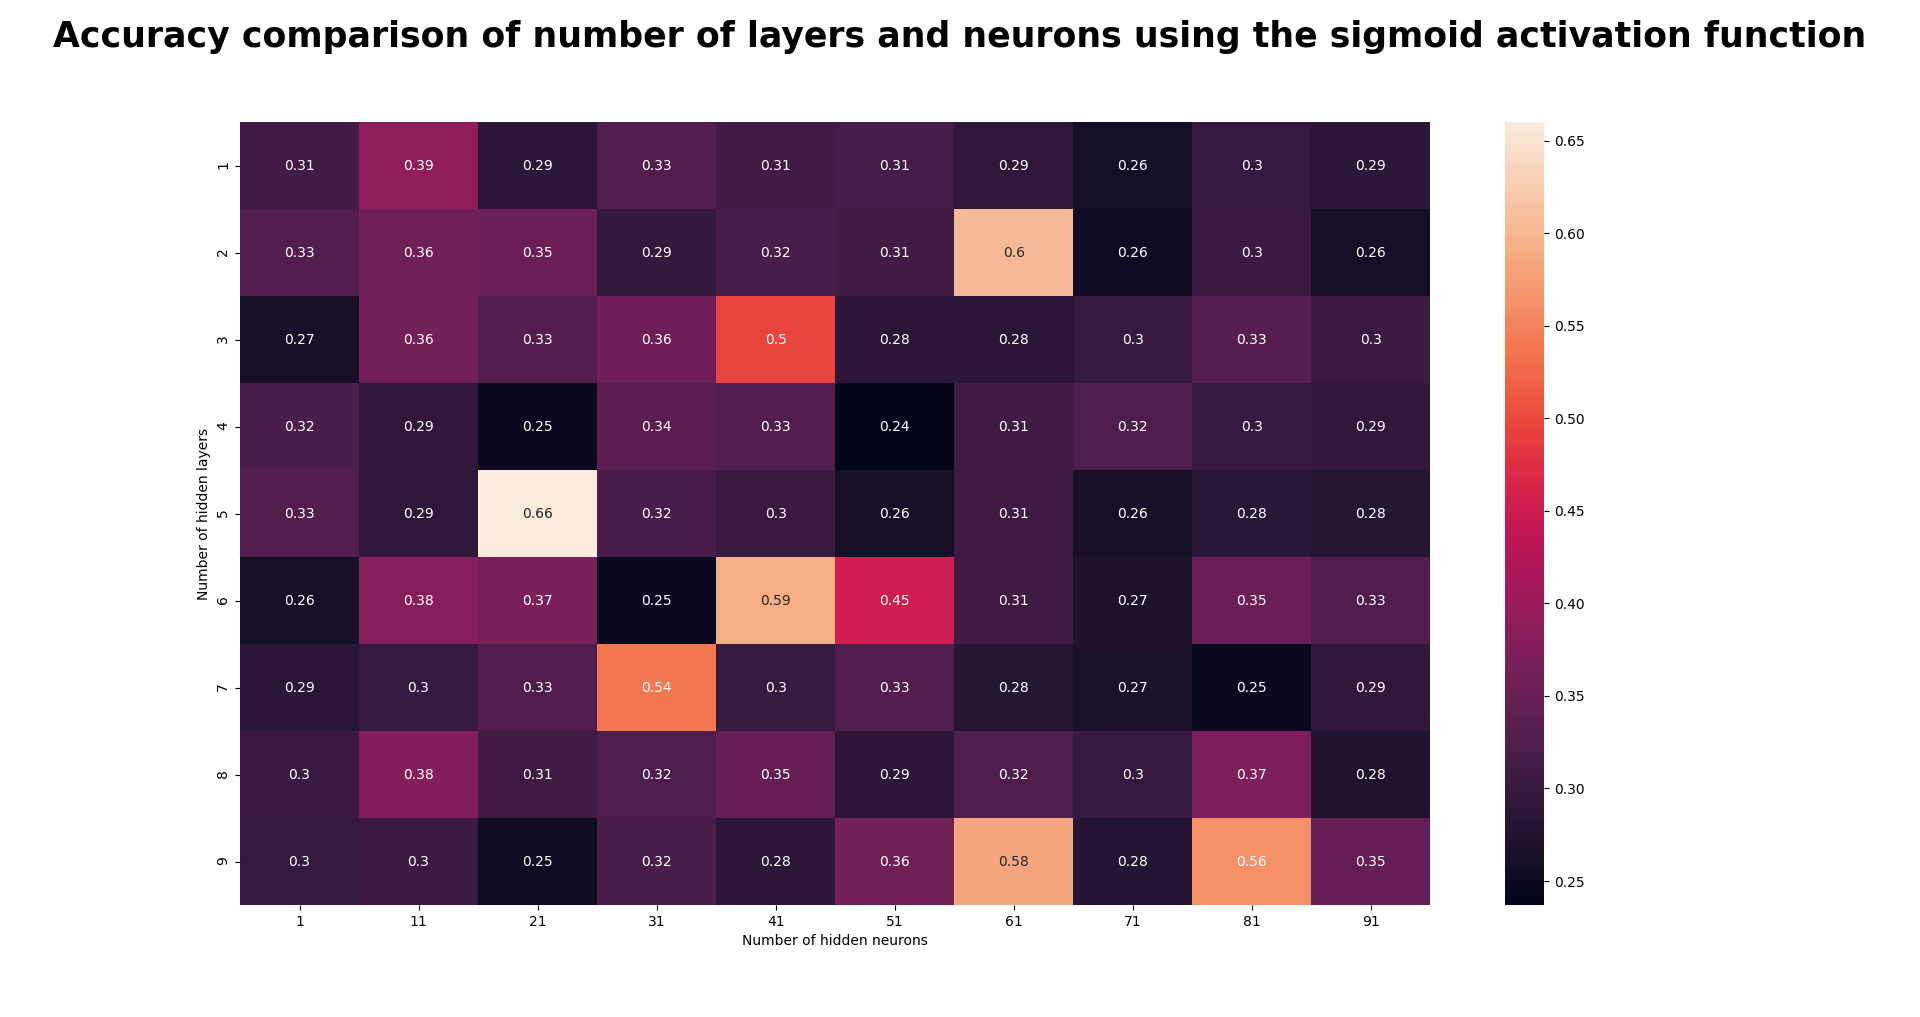 Accuracy comparison of number of layers and neurons using the sigmoid activation function
1 0.31 0.39 0.29 0.33 0.31 0.31 0.29 0.26 0.3 0.29
2 0.33 0.36 0.35 0.29 0.32 0.31 0.6 0.26 0.3 0.26
3 0.27 0.36 0.33 0.36 0.5 0.28 0.28 0.3 0.33 0.3
4 0.32 0.29 0.25 0.34 0.33 0.24 0.31 0.32 0.3 0.29
5 0.33 0.29 0.66 0.32 0.3 0.26 0.31 0.26 0.28 0.28
6 0.26 0.38 0.37 0.25 0.59 0.45 0.31 0.27 0.35 0.33
7 0.29 0.3 0.33 0.54 0.3 0.33 0.28 0.27 0.25 0.29
8 0.3 0.38 0.31 0.32 0.35 0.29 0.32 0.3 0.37 0.28
9 0.3 0.3 0.25 0.32 0.28 0.36 0.58 0.28 0.56 0.35
1 11 21 31 41 51 61 71 81 91
Number of hidden neurons
Number of hidden layers
0.65
0.60
0.55
0.50
0.45
0.40
0.35
0.30
0.25